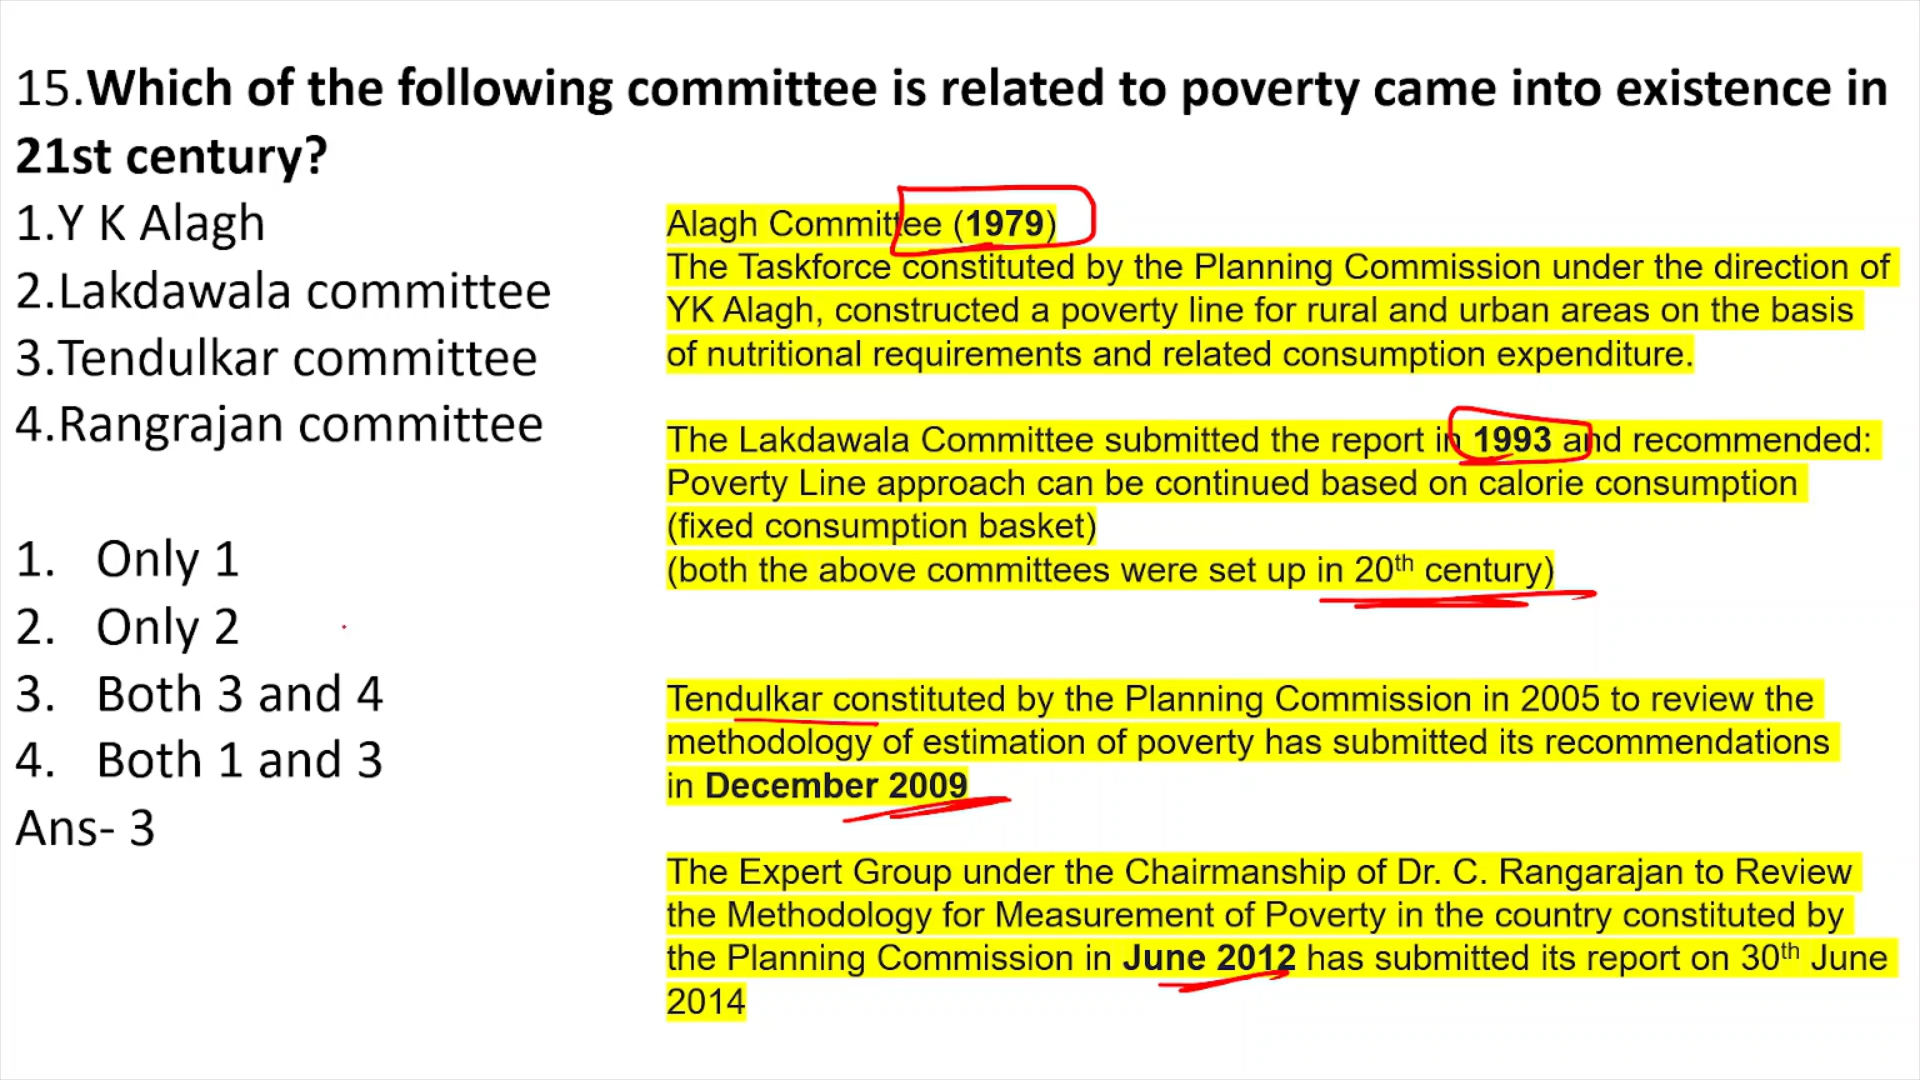 15.Which of the following committee is related to poverty came into existence in
21st century?
1.Y K Alagh
2.Lakdawala committee
3.Tendulkar committee
4.Rangrajan committee
1. Only 1
2. Only 2
3. Both 3 and 4
4. Both 1 and 3
Ans- 3
Alagh Committee (1979)
The Taskforce constituted by the Planning Commission under the direction of
YK Alagh, constructed a poverty line for rural and urban areas on the basis
of nutritional requirements and related consumption expenditure.
The Lakdawala Committee submitted the report in 1993 and recommended:
Poverty Line approach can be continued based on calorie consumption
(fixed consumption basket)
(both the above committees were set up in 20th century)
Tendulkar constituted by the Planning Commission in 2005 to review the
methodology of estimation of poverty has submitted its recommendations
in December 2009
The Expert Group under the Chairmanship of Dr. C. Rangarajan to Review
the Methodology for Measurement of Poverty in the country constituted by
the Planning Commission in June 2012 has submitted its report on 30th June
2014